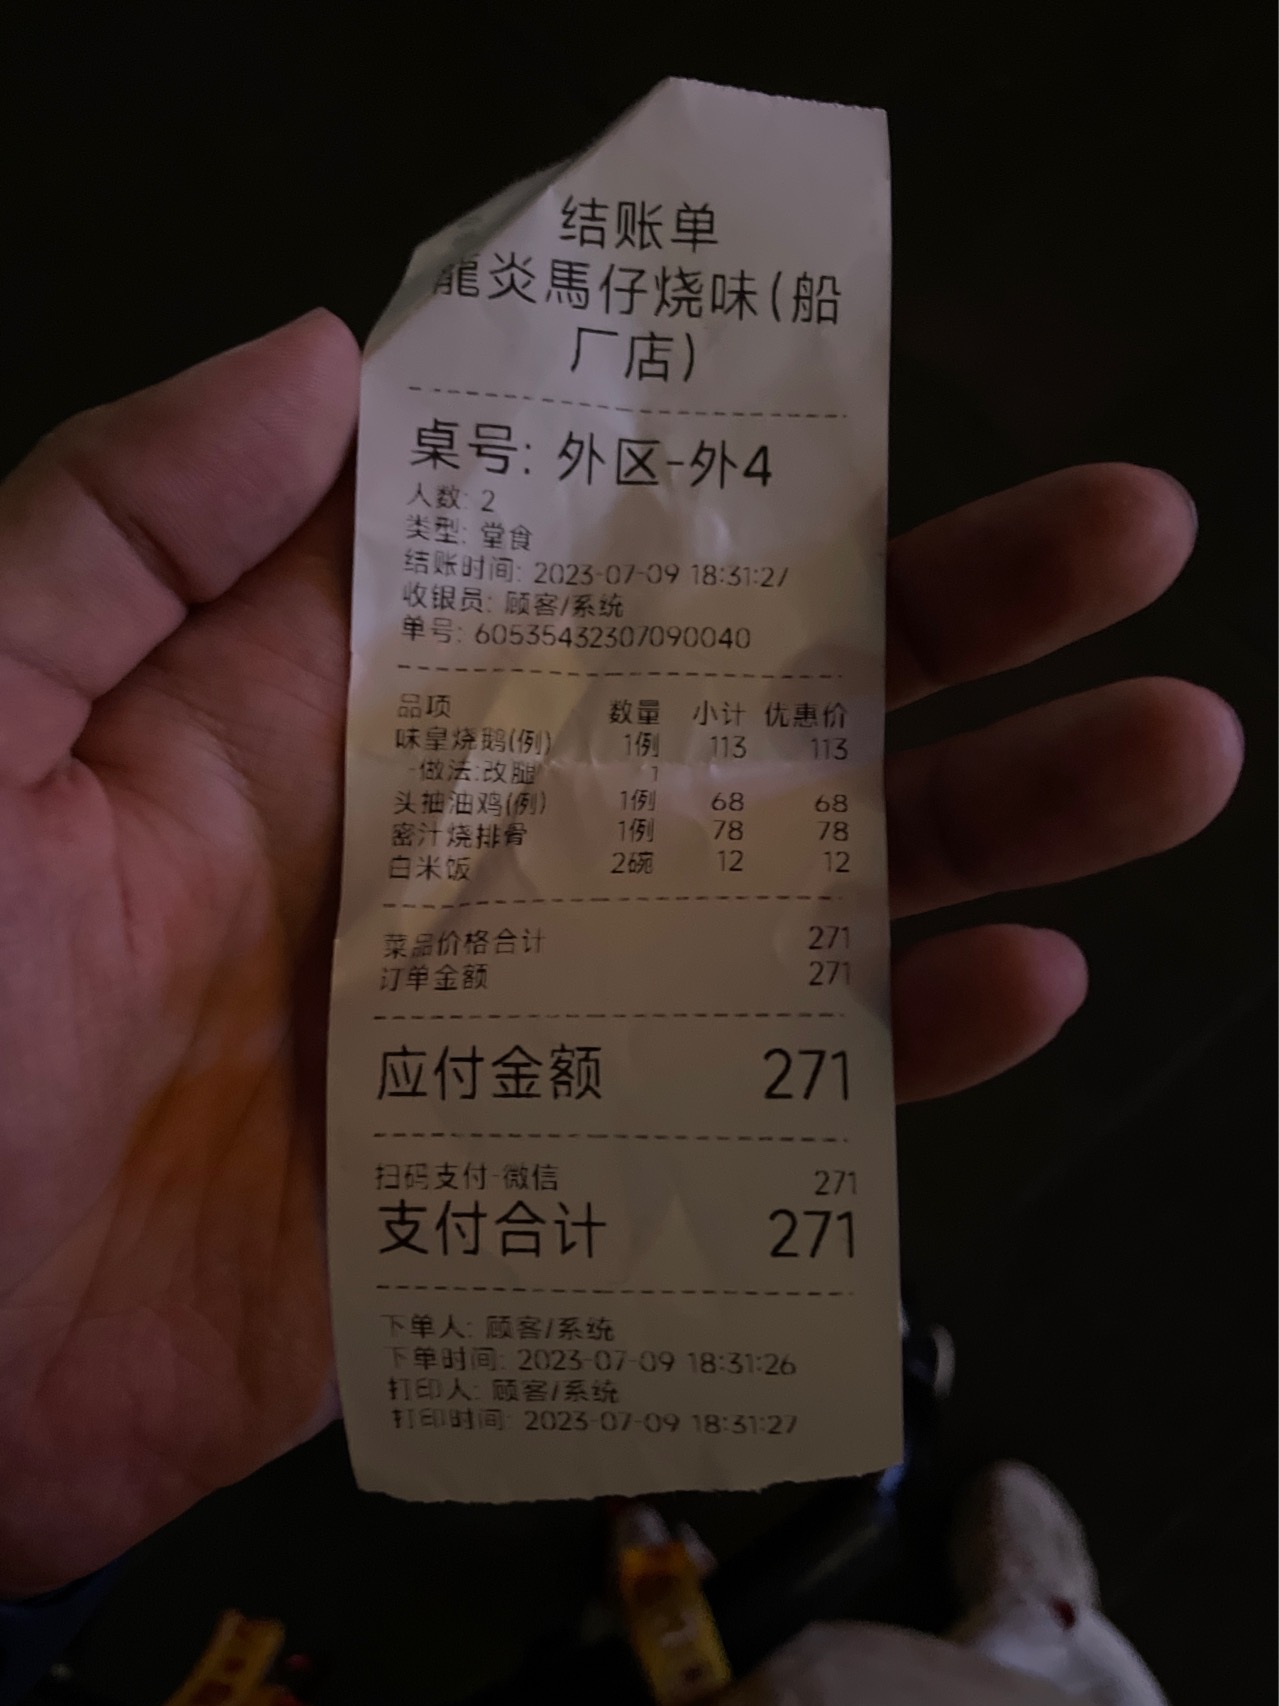 结账单
龍炎馬仔烧味(船
厂店)
桌号: 外区-外4
人数: 2
类型: 堂食
结账时间: 2023-07-09 18:31:27
收银员: 顾客/系统
单号: 60535432307090040
品项 数量 小计 优惠价
味皇烧鹅(例) 1例 113 113
-做法:改腿 1
头抽油鸡(例) 1例 68 68
密汁烧排骨 1例 78 78
白米饭 2碗 12 12
菜品价格合计 271
订单金额 271
应付金额 271
扫码支付-微信 271
支付合计 271
下单人: 顾客/系统
下单时间: 2023-07-09 18:31:26
打印人: 顾客/系统
打印时间: 2023-07-09 18:31:27